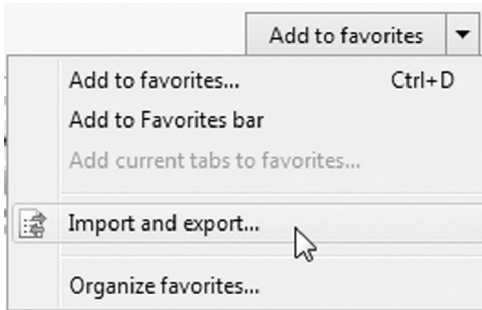 Add to favorites
Add to favorites... Ctrl+D
Add to Favorites bar
Add current tabs to favorites...
Import and export...
Organize favorites...